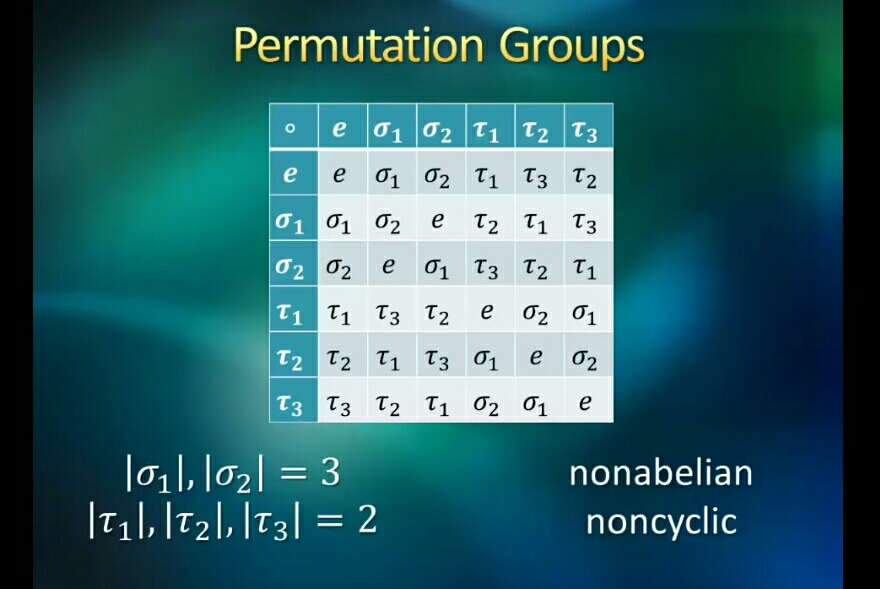 Permutation Groups
∘ e σ₁ σ₂ τ₁ τ₂ τ₃
e e σ₁ σ₂ τ₁ τ₃ τ₂
σ₁ σ₁ σ₂ e τ₂ τ₁ τ₃
σ₂ σ₂ e σ₁ τ₃ τ₂ τ₁
τ₁ τ₁ τ₃ τ₂ e σ₂ σ₁
τ₂ τ₂ τ₁ τ₃ σ₁ e σ₂
τ₃ τ₃ τ₂ τ₁ σ₂ σ₁ e
|σ₁|, |σ₂| = 3
|τ₁|, |τ₂|, |τ₃| = 2
nonabelian
noncyclic